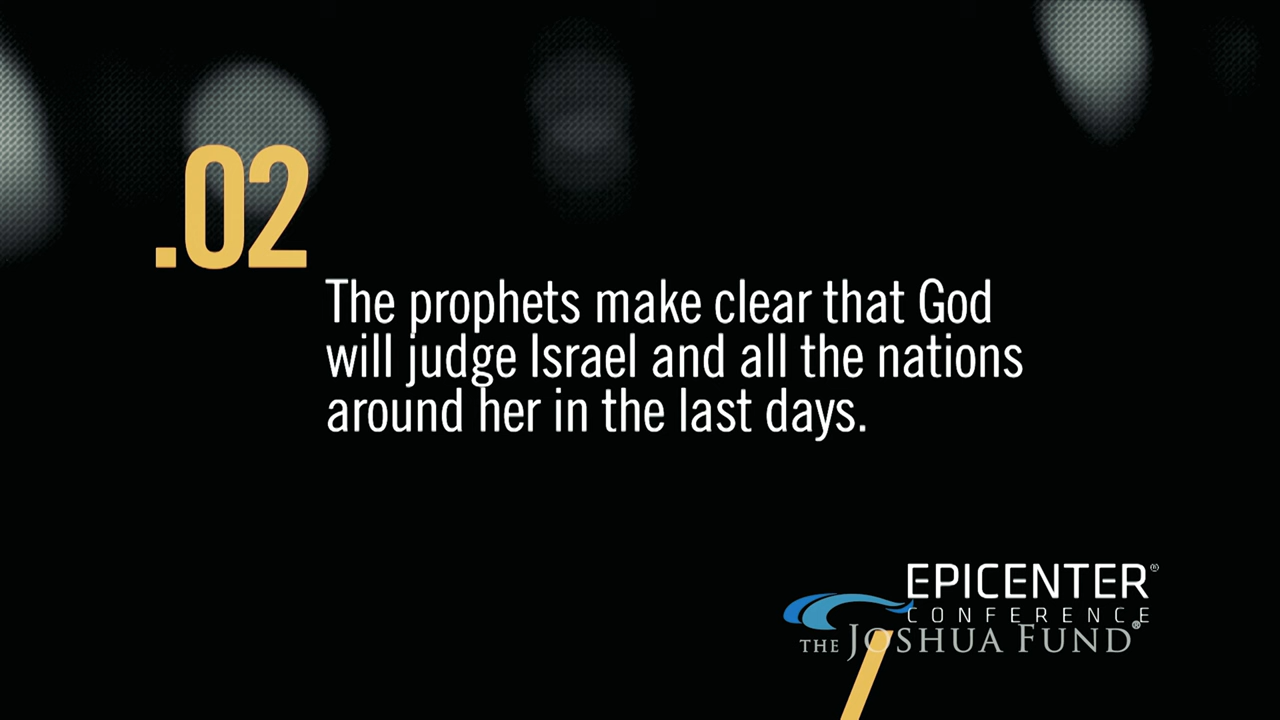 .02
The prophets make clear that God
will judge Israel and all the nations
around her in the last days.
EPICENTER®
CONFERENCE
THE JOSHUA FUND®